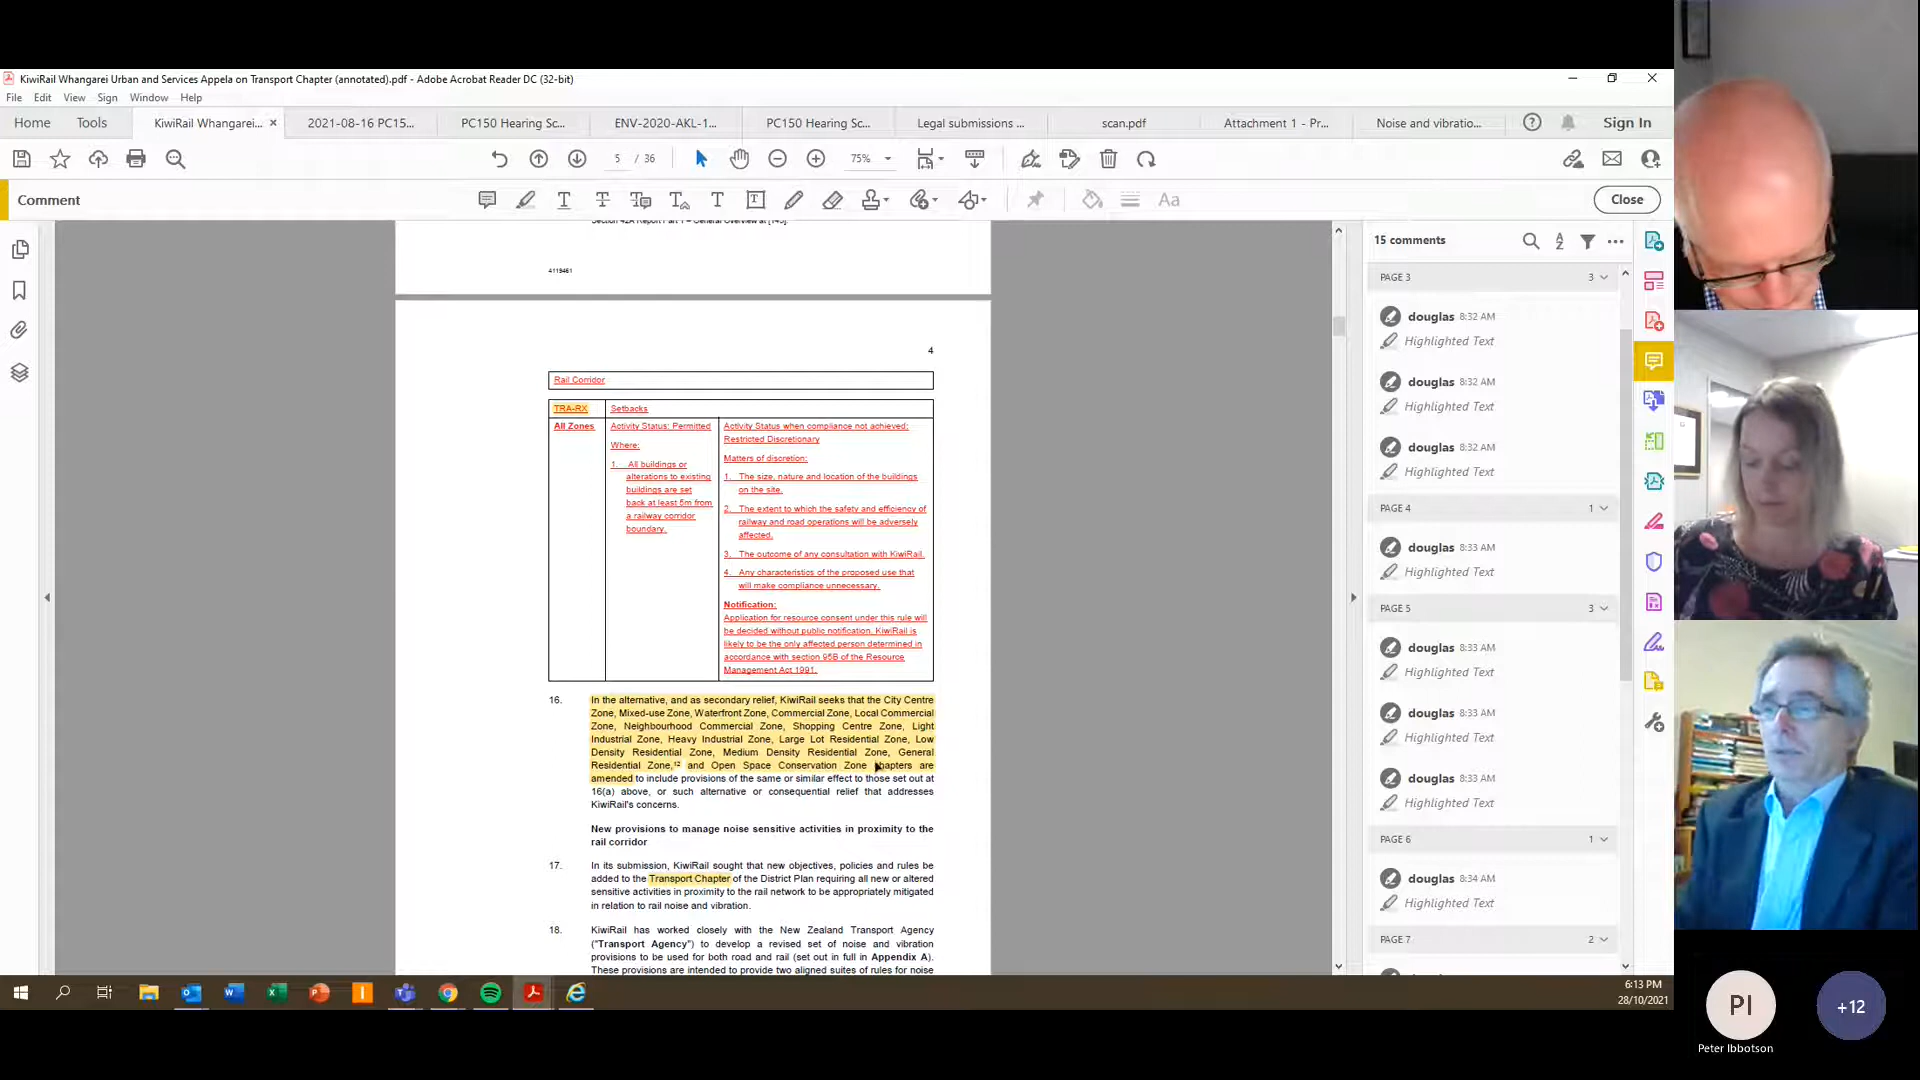 KiwiRail Whangarei Urban and Services Appela on Transport Chapter (annotated).pdf - Adobe Acrobat Reader DC (32-bit)
File Edit View Sign Window Help
Home Tools KiwiRail Whangarei... × 2021-08-16 PC15... PC150 Hearing Sc... ENV-2020-AKL-1... PC150 Hearing Sc... Legal submissions ... scan.pdf Attachment 1 - Pr... Noise and vibratio... Sign In
5 / 36 75%
Comment
Close
Section 42A Report Part 1 – General Overview at [145].
4119461
4
Rail Corridor
TRA-RX Setbacks
All Zones
Activity Status: Permitted
Where:
1. All buildings or
alterations to existing
buildings are set
back at least 5m from
a railway corridor
boundary.
Activity Status when compliance not achieved:
Restricted Discretionary
Matters of discretion:
1. The size, nature and location of the buildings
on the site.
2. The extent to which the safety and efficiency of
railway and road operations will be adversely
affected.
3. The outcome of any consultation with KiwiRail.
4. Any characteristics of the proposed use that
will make compliance unnecessary.
Notification:
Application for resource consent under this rule will
be decided without public notification. KiwiRail is
likely to be the only affected person determined in
accordance with section 95B of the Resource
Management Act 1991.
16. In the alternative, and as secondary relief, KiwiRail seeks that the City Centre
Zone, Mixed-use Zone, Waterfront Zone, Commercial Zone, Local Commercial
Zone, Neighbourhood Commercial Zone, Shopping Centre Zone, Light
Industrial Zone, Heavy Industrial Zone, Large Lot Residential Zone, Low
Density Residential Zone, Medium Density Residential Zone, General
Residential Zone,¹² and Open Space Conservation Zone chapters are
amended to include provisions of the same or similar effect to those set out at
16(a) above, or such alternative or consequential relief that addresses
KiwiRail's concerns.
New provisions to manage noise sensitive activities in proximity to the
rail corridor
17. In its submission, KiwiRail sought that new objectives, policies and rules be
added to the Transport Chapter of the District Plan requiring all new or altered
sensitive activities in proximity to the rail network to be appropriately mitigated
in relation to rail noise and vibration.
18. KiwiRail has worked closely with the New Zealand Transport Agency
("Transport Agency") to develop a revised set of noise and vibration
provisions to be used for both road and rail (set out in full in Appendix A).
These provisions are intended to provide two aligned suites of rules for noise
15 comments
PAGE 3 3
douglas 8:32 AM
Highlighted Text
douglas 8:32 AM
Highlighted Text
douglas 8:32 AM
Highlighted Text
PAGE 4 1
douglas 8:33 AM
Highlighted Text
PAGE 5 3
douglas 8:33 AM
Highlighted Text
douglas 8:33 AM
Highlighted Text
douglas 8:33 AM
Highlighted Text
PAGE 6 1
douglas 8:34 AM
Highlighted Text
PAGE 7 2
6:13 PM
28/10/2021
PI
Peter Ibbotson
+12